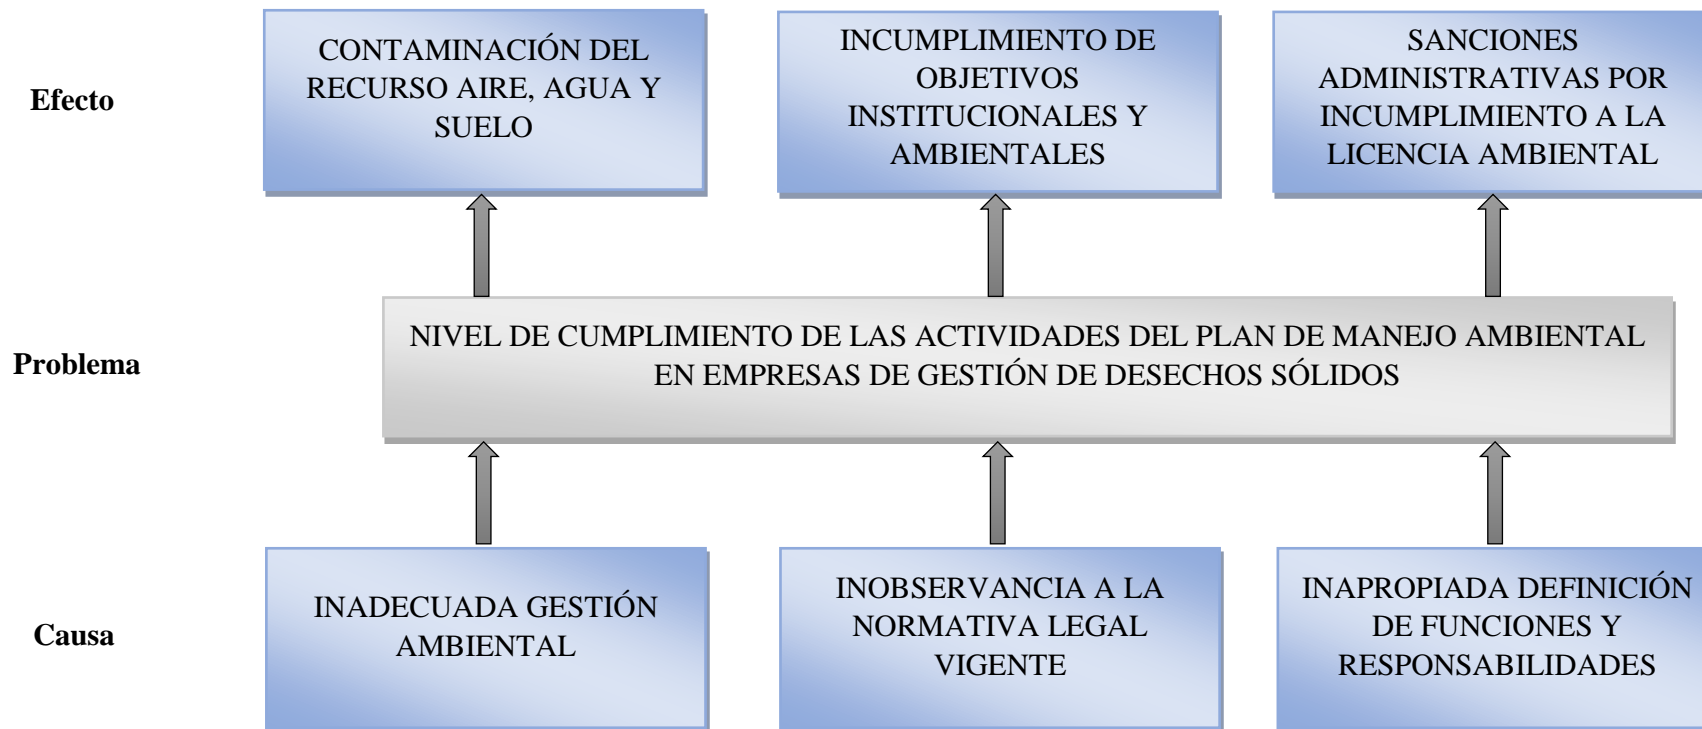 Efecto
CONTAMINACIÓN DEL
RECURSO AIRE, AGUA Y
SUELO
INCUMPLIMIENTO DE
OBJETIVOS
INSTITUCIONALES Y
AMBIENTALES
SANCIONES
ADMINISTRATIVAS POR
INCUMPLIMIENTO A LA
LICENCIA AMBIENTAL
Problema
NIVEL DE CUMPLIMIENTO DE LAS ACTIVIDADES DEL PLAN DE MANEJO AMBIENTAL
EN EMPRESAS DE GESTIÓN DE DESECHOS SÓLIDOS
Causa
INADECUADA GESTIÓN
AMBIENTAL
INOBSERVANCIA A LA
NORMATIVA LEGAL
VIGENTE
INAPROPIADA DEFINICIÓN
DE FUNCIONES Y
RESPONSABILIDADES